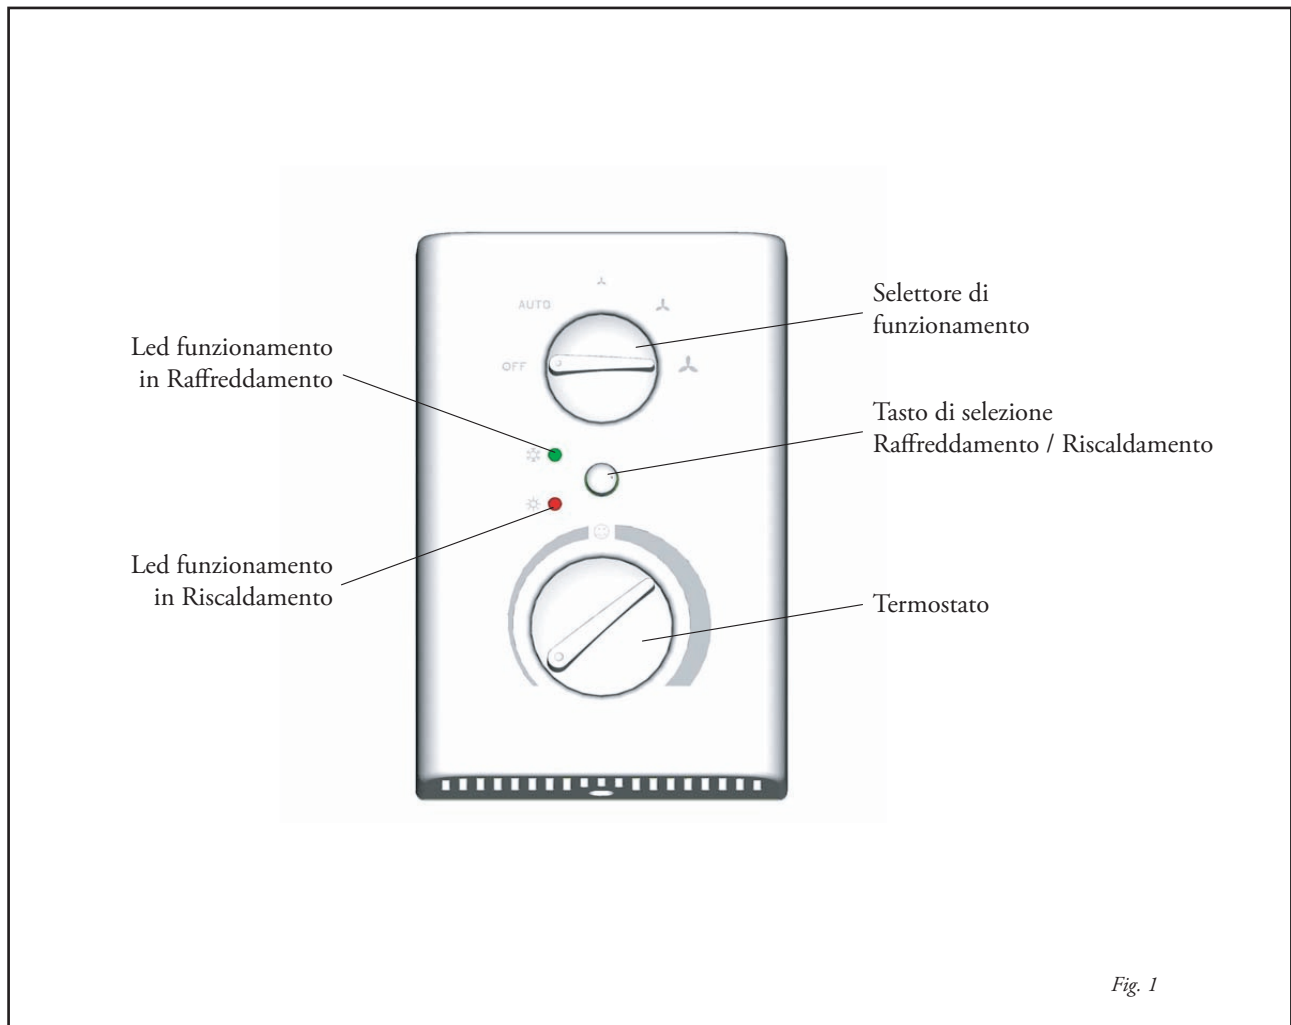 AUTO
OFF
Selettore di
funzionamento
Led funzionamento
in Raffreddamento
Tasto di selezione
Raffreddamento / Riscaldamento
Led funzionamento
in Riscaldamento
Termostato
Fig. 1